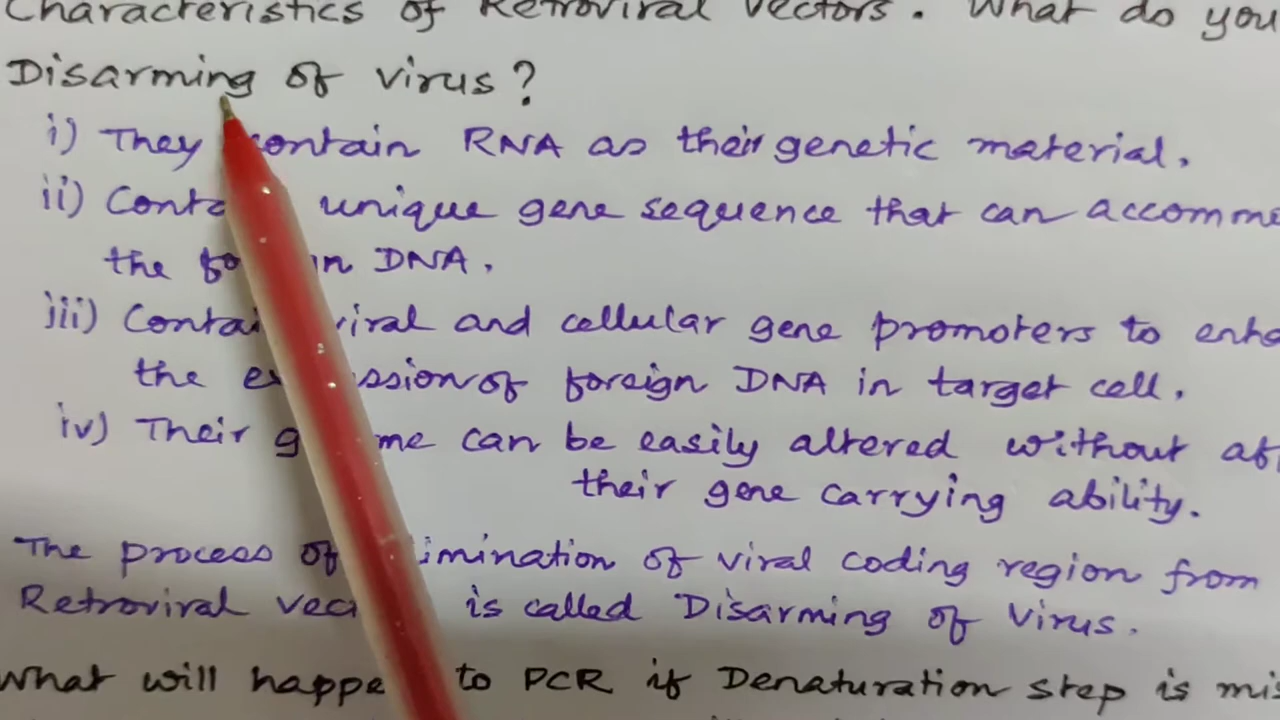 Characteristics of Retroviral Vectors. What do you
Disarming of virus?
i) They contain RNA as their genetic material.
ii) unique gene sequence that can
the DNA.
iii) viral and cellular gene promoters to
the of foreign DNA in target cell.
iv) Their can be easily altered without
their gene carrying ability.
The process of of viral coding region from
Retroviral is called Disarming of Virus.
What will to PCR if Denaturation step is